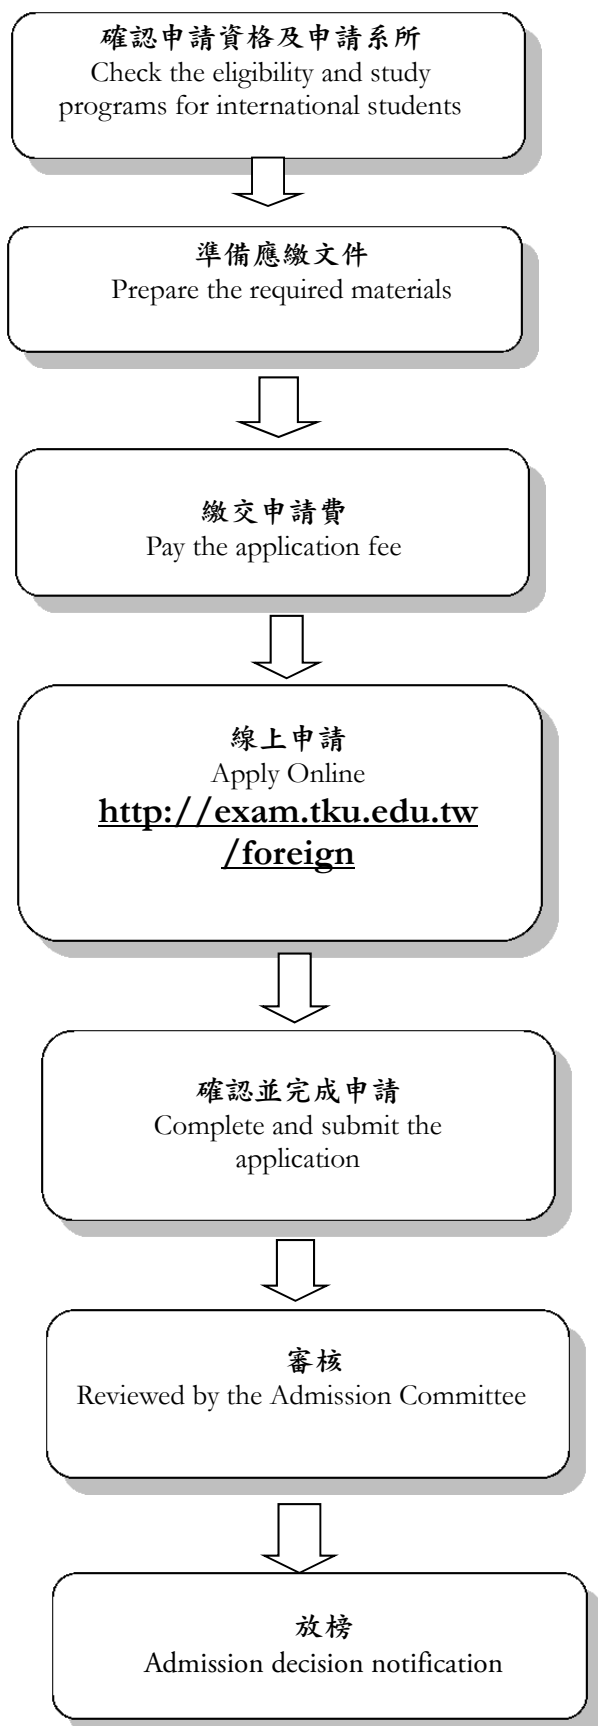 確認申請資格及申請系所
Check the eligibility and study
programs for international students
準備應繳文件
Prepare the required materials
繳交申請費
Pay the application fee
線上申請
Apply Online
http://exam.tku.edu.tw
/foreign
確認並完成申請
Complete and submit the
application
審核
Reviewed by the Admission Committee
放榜
Admission decision notification